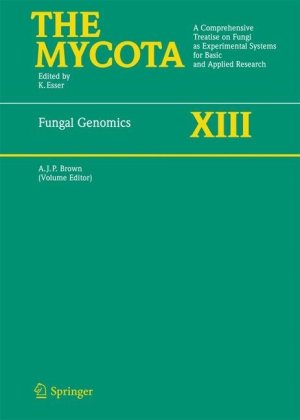 THE
MYCOTA
Edited by
K. Esser
A Comprehensive
Treatise on Fungi
as Experimental Systems
for Basic
and Applied Research
Fungal Genomics
XIII
A.J.P. Brown
(Volume Editor)
Springer